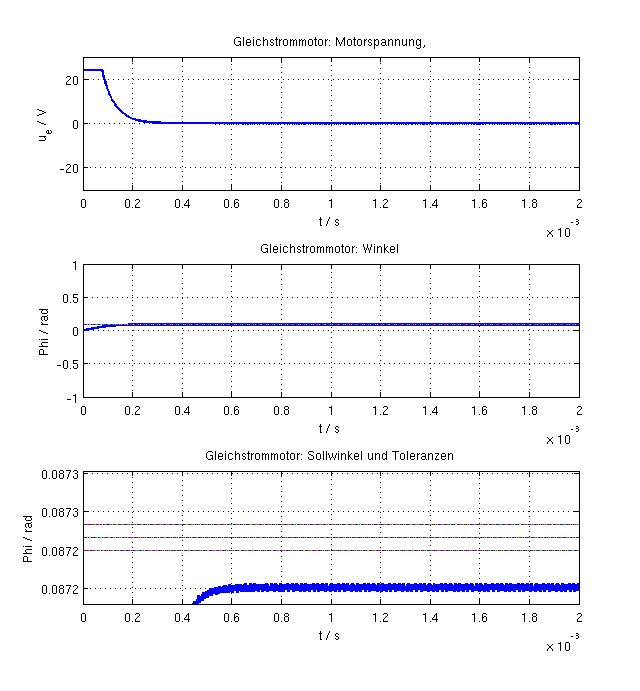 Gleichstrommotor: Motorspannung,
20
0
-20
u_e / V
0 0.2 0.4 0.6 0.8 1 1.2 1.4 1.6 1.8 2
t / s
x 10^-3
Gleichstrommotor: Winkel
1
0.5
0
-0.5
-1
Phi / rad
0 0.2 0.4 0.6 0.8 1 1.2 1.4 1.6 1.8 2
t / s
x 10^-3
Gleichstrommotor: Sollwinkel und Toleranzen
0.0873
0.0873
0.0872
0.0872
Phi / rad
0 0.2 0.4 0.6 0.8 1 1.2 1.4 1.6 1.8 2
t / s
x 10^-3